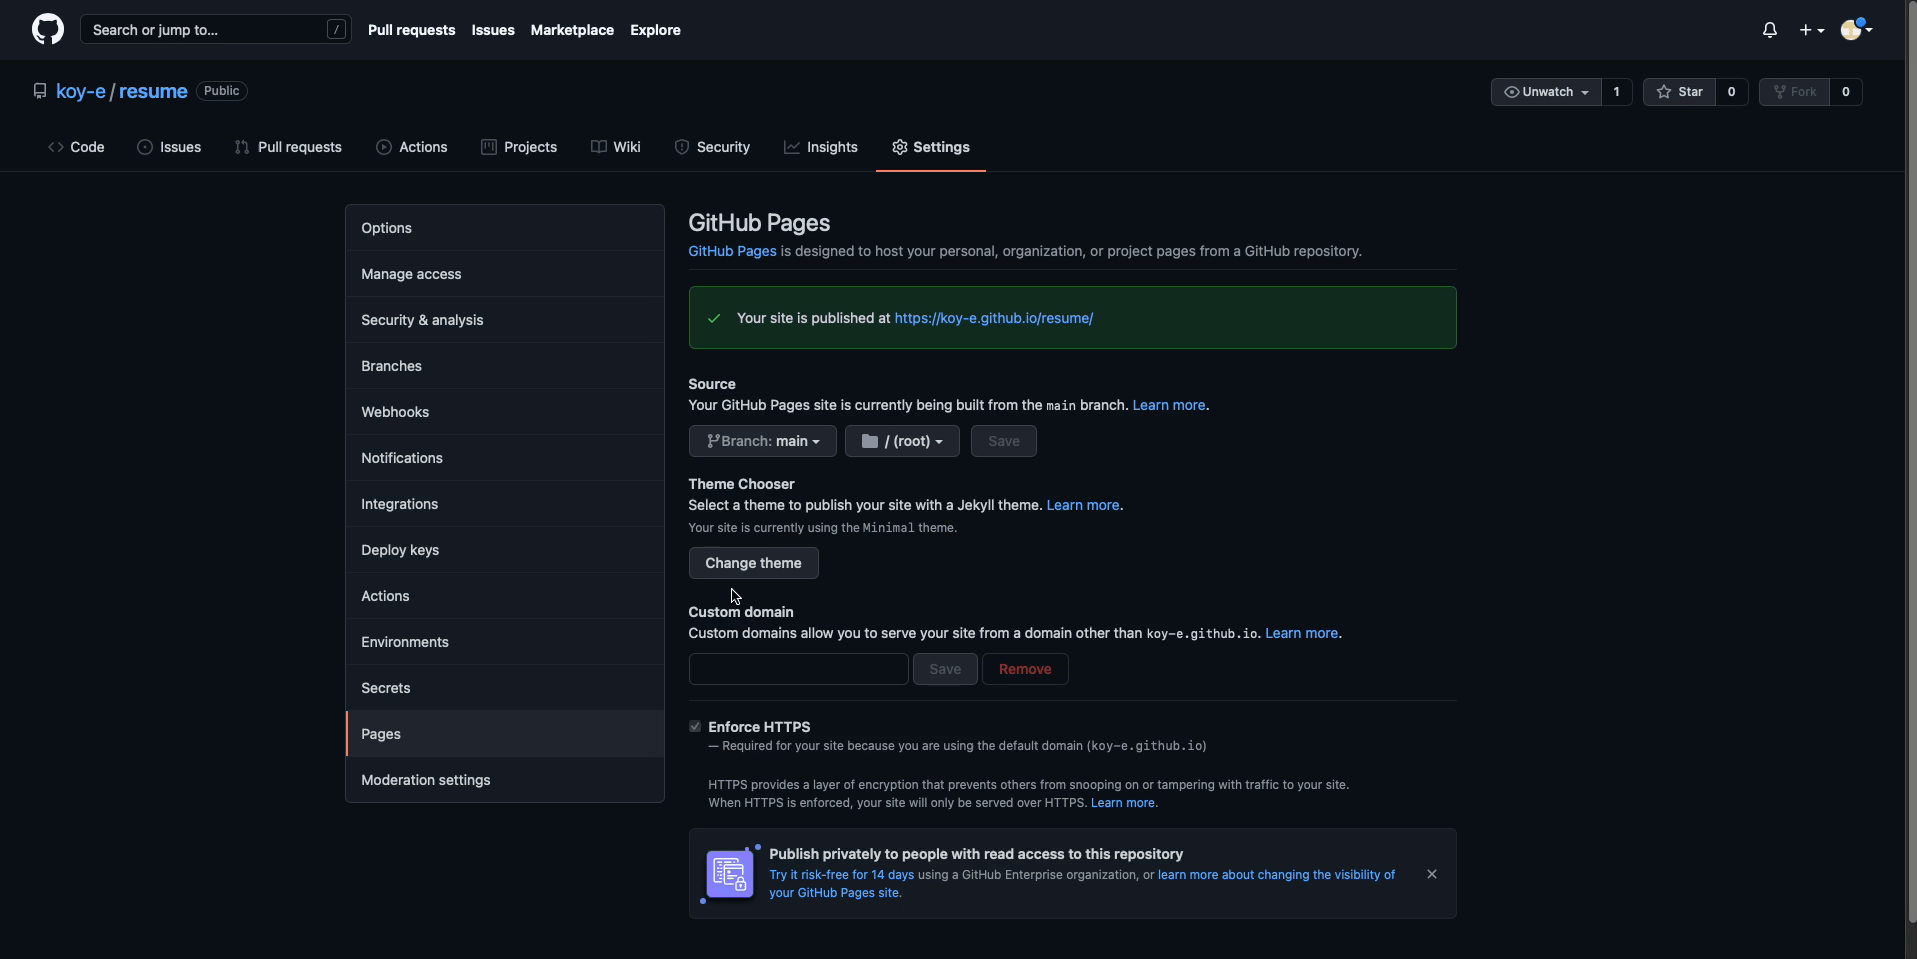 Search or jump to... /
Pull requests
Issues
Marketplace
Explore
koy-e / resume Public
Unwatch 1
Star 0
Fork 0
Code
Issues
Pull requests
Actions
Projects
Wiki
Security
Insights
Settings
Options
Manage access
Security & analysis
Branches
Webhooks
Notifications
Integrations
Deploy keys
Actions
Environments
Secrets
Pages
Moderation settings
GitHub Pages
GitHub Pages is designed to host your personal, organization, or project pages from a GitHub repository.
Your site is published at https://koy-e.github.io/resume/
Source
Your GitHub Pages site is currently being built from the main branch. Learn more.
Branch: main
/ (root)
Save
Theme Chooser
Select a theme to publish your site with a Jekyll theme. Learn more.
Your site is currently using the Minimal theme.
Change theme
Custom domain
Custom domains allow you to serve your site from a domain other than koy-e.github.io. Learn more.
Save
Remove
Enforce HTTPS
— Required for your site because you are using the default domain (koy-e.github.io)
HTTPS provides a layer of encryption that prevents others from snooping on or tampering with traffic to your site.
When HTTPS is enforced, your site will only be served over HTTPS. Learn more.
Publish privately to people with read access to this repository
Try it risk-free for 14 days using a GitHub Enterprise organization, or learn more about changing the visibility of
your GitHub Pages site.